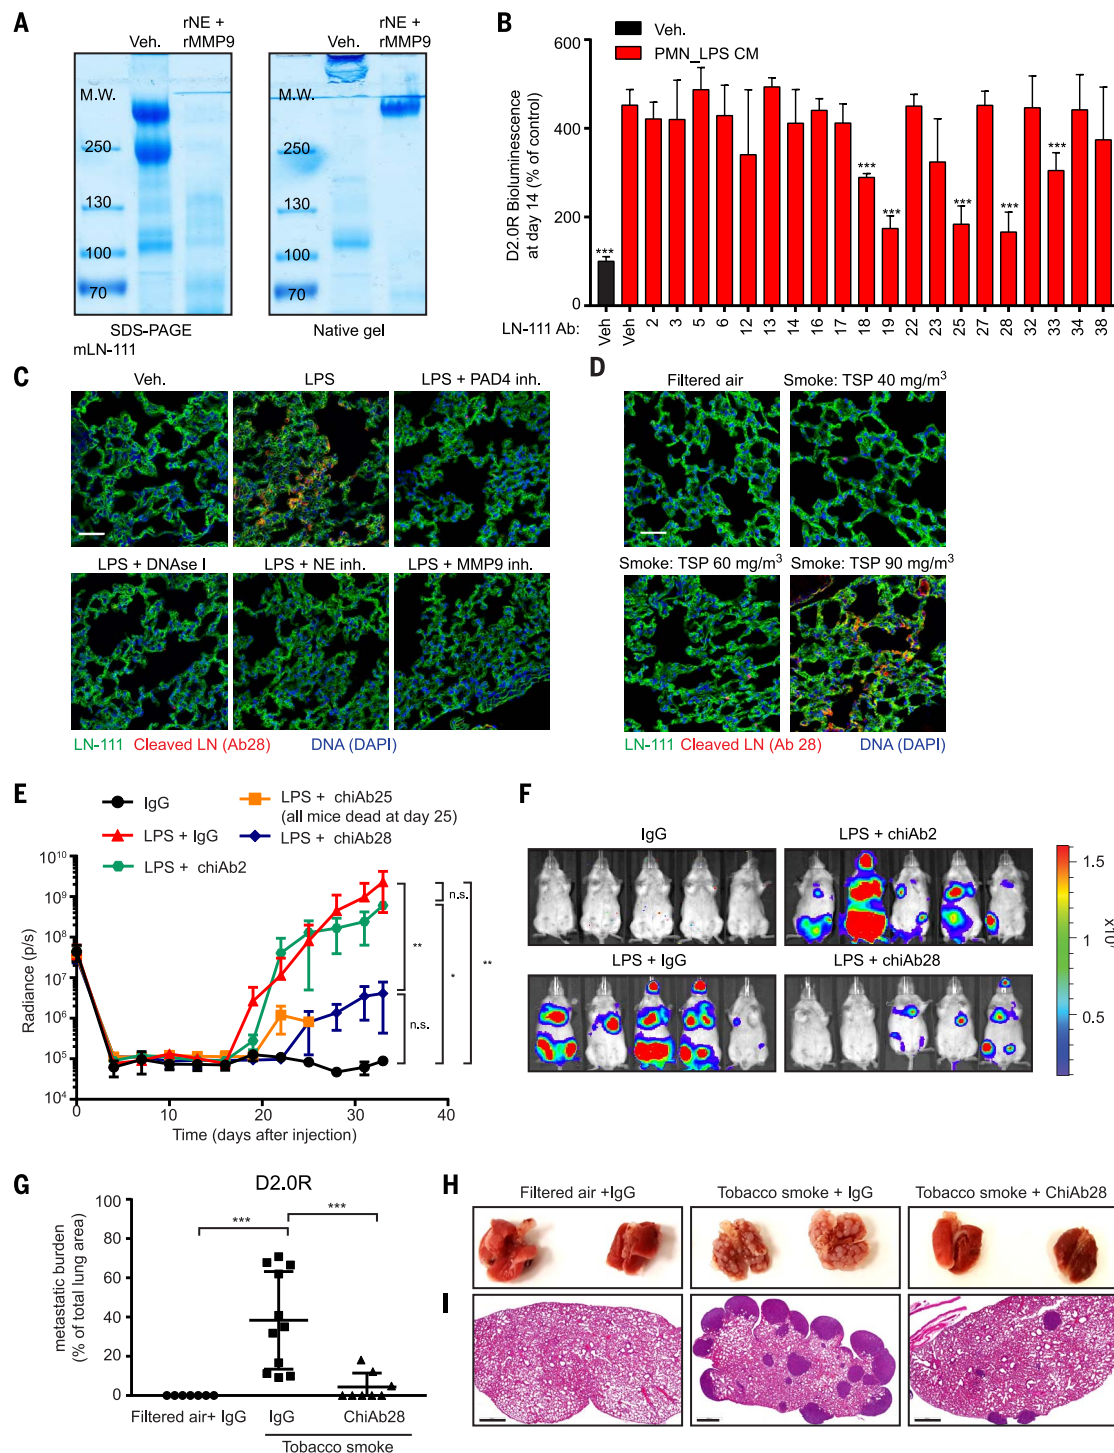 A
Veh.
rNE +
rMMP9
Veh.
rNE +
rMMP9
M.W.
250
130
100
70
M.W.
250
130
100
70
SDS-PAGE
Native gel
mLN-111
B
Veh.
PMN_LPS CM
D2.0R Bioluminescence
at day 14 (% of control)
600
400
200
0
***
***
***
***
***
***
LN-111 Ab:
Veh
Veh
2
3
5
6
12
13
14
16
17
18
19
22
23
25
27
28
32
33
34
38
C
Veh.
LPS
LPS + PAD4 inh.
LPS + DNAse I
LPS + NE inh.
LPS + MMP9 inh.
LN-111 Cleaved LN (Ab28) DNA (DAPI)
D
Filtered air
Smoke: TSP 40 mg/m³
Smoke: TSP 60 mg/m³
Smoke: TSP 90 mg/m³
LN-111 Cleaved LN (Ab 28) DNA (DAPI)
E
IgG
LPS + IgG
LPS + chiAb2
LPS + chiAb25
(all mice dead at day 25)
LPS + chiAb28
Radiance (p/s)
10¹⁰
10⁹
10⁸
10⁷
10⁶
10⁵
10⁴
0
10
20
30
40
Time (days after injection)
n.s.
**
*
**
n.s.
F
IgG
LPS + chiAb2
LPS + IgG
LPS + chiAb28
1.5
1
0.5
G
D2.0R
metastatic burden
(% of total lung area)
100
80
60
40
20
0
***
***
Filtered air+ IgG
IgG
ChiAb28
Tobacco smoke
H
Filtered air +IgG
Tobacco smoke + IgG
Tobacco smoke + ChiAb28
I